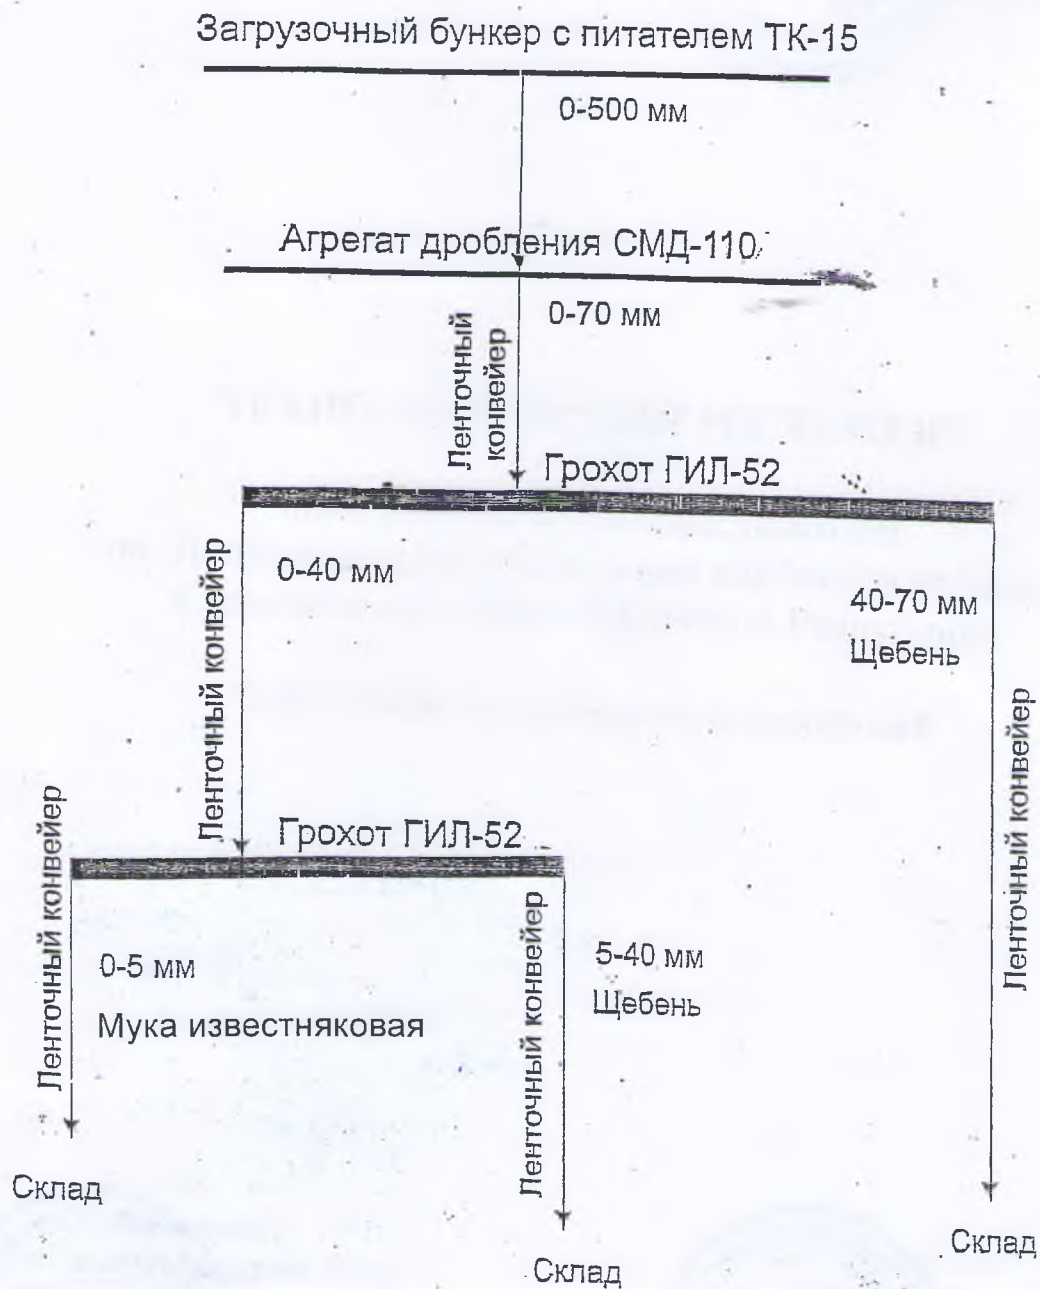 Загрузочный бункер с питателем ТК-15
0-500 мм
Агрегат дробления СМД-110
0-70 мм
Ленточный
конвейер
Грохот ГИЛ-52
Ленточный конвейер
0-40 мм
40-70 мм
Щебень
Ленточный конвейер
Грохот ГИЛ-52
Ленточный конвейер
0-5 мм
Мука известняковая
Ленточный конвейер
5-40 мм
Щебень
Склад
Склад
Склад